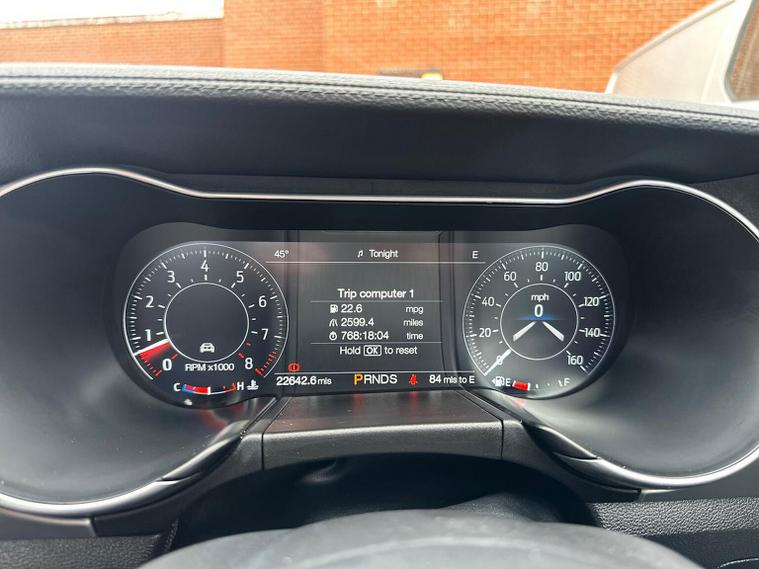 45° ♫ Tonight E
Trip computer 1
22.6 mpg
2599.4 miles
768:18:04 time
Hold OK to reset
22642.6 mls PRNDS 84 mls to E
0 1 2 3 4 5 6 7 8
RPM x1000
C H
0 20 40 60 80 100 120 140 160
mph
0
E F